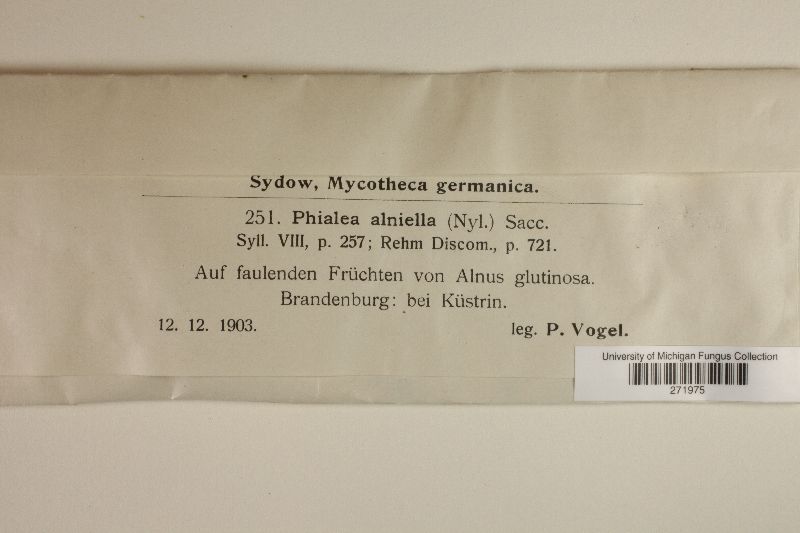 Sydow, Mycotheca germanica.
251. Phialea alniella (Nyl.) Sacc.
Syll. VIII, p. 257; Rehm Discom., p. 721.
Auf faulenden Früchten von Alnus glutinosa.
Brandenburg: bei Küstrin.
12. 12. 1903. leg. P. Vogel.
University of Michigan Fungus Collection
271975